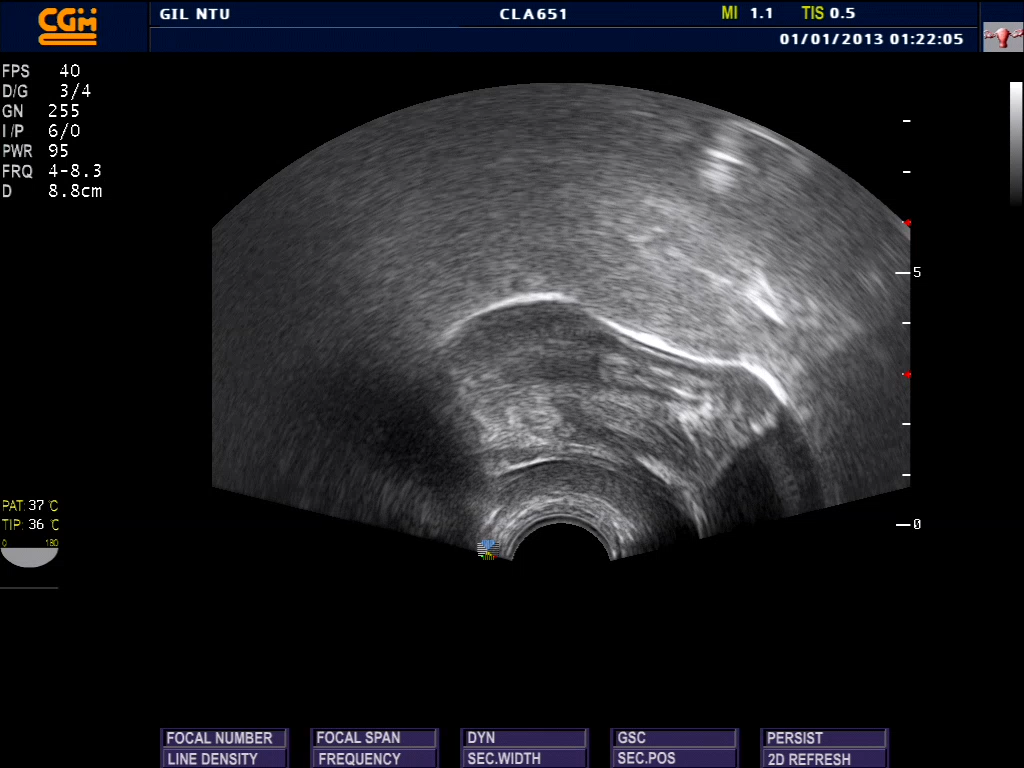 CGM
GIL NTU CLA651 MI 1.1 TIS 0.5
01/01/2013 01:22:05
FPS 40
D/G 3/4
GN 255
I/P 6/0
PWR 95
FRQ 4-8.3
D 8.8cm
5
PAT: 37 °C
TIP: 36 °C
0 180
0
FOCAL NUMBER FOCAL SPAN DYN GSC PERSIST
LINE DENSITY FREQUENCY SEC.WIDTH SEC.POS 2D REFRESH